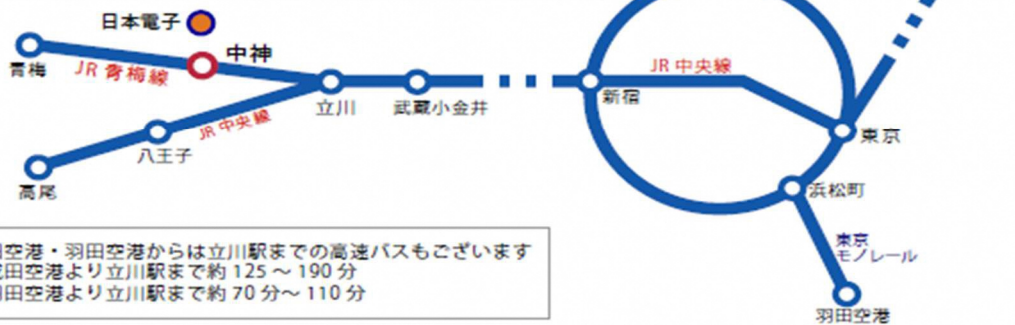 日本電子
中神
青梅
JR 青梅線
立川
武蔵小金井
新宿
JR 中央線
東京
JR 中央線
八王子
高尾
浜松町
東京
モノレール
羽田空港
空港・羽田空港からは立川駅までの高速バスもございます
田空港より立川駅まで約 125 ～ 190 分
田空港より立川駅まで約 70 分～ 110 分